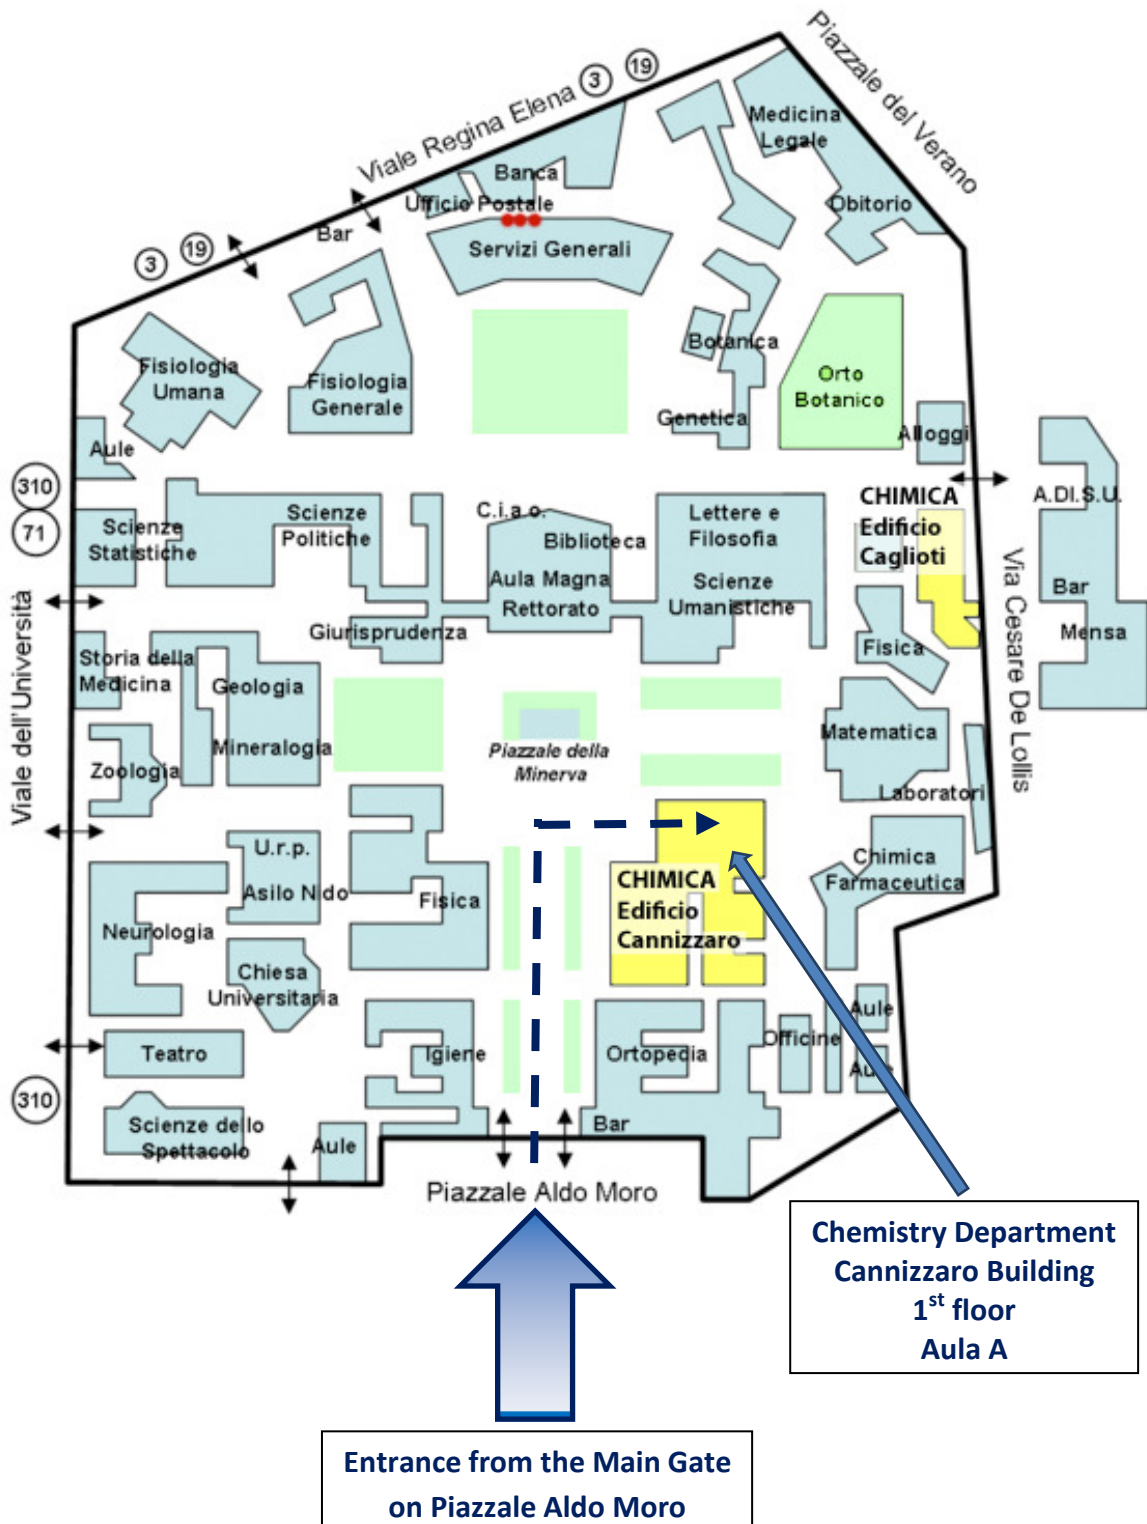 Piazzale del Verano
3
19
Viale Regina Elena
Medicina
Legale
Banca
Ufficio Postale
Obitorio
Bar
Servizi Generali
3
19
Botanica
Fisiologia
Umana
Fisiologia
Generale
Orto
Botanico
Genetica
Alloggi
Aule
310
71
Scienze
Statistiche
Scienze
Politiche
C.i.a.o.
Biblioteca
Lettere e
Filosofia
CHIMICA
Edificio
Caglioti
A.DI.S.U.
Aula Magna
Rettorato
Scienze
Umanistiche
Bar
Mensa
Via Cesare De Lollis
Viale dell'Università
Giurisprudenza
Fisica
Storia della
Medicina
Geologia
Mineralogia
Piazzale della
Minerva
Matematica
Zoologia
Laboratori
U.r.p.
Asilo Nido
Fisica
CHIMICA
Edificio
Cannizzaro
Chimica
Farmaceutica
Neurologia
Chiesa
Universitaria
Teatro
Igiene
Ortopedia
Officine
Aule
Aule
310
Scienze dello
Spettacolo
Aule
Bar
Piazzale Aldo Moro
Chemistry Department
Cannizzaro Building
1st floor
Aula A
Entrance from the Main Gate
on Piazzale Aldo Moro